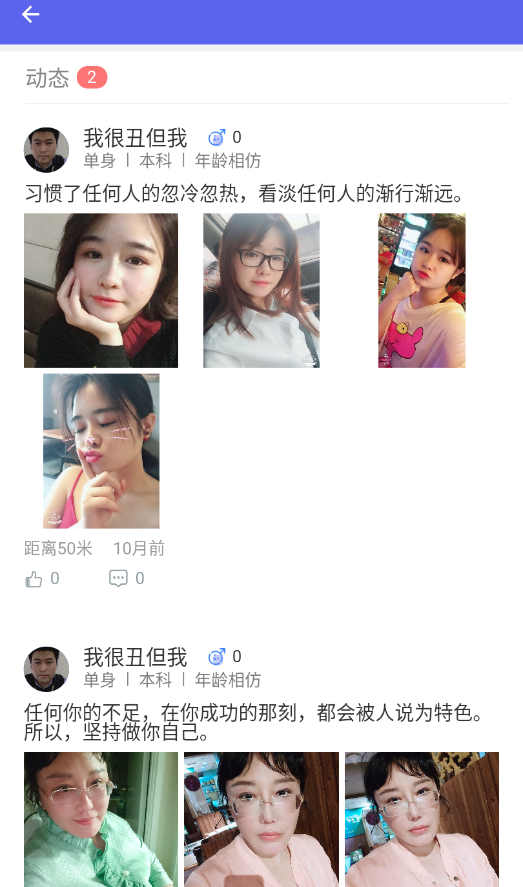 动态 2
我很丑但我 0
单身 | 本科 | 年龄相仿
习惯了任何人的忽冷忽热，看淡任何人的渐行渐远。
距离50米 10月前
0 0
我很丑但我 0
单身 | 本科 | 年龄相仿
任何你的不足，在你成功的那刻，都会被人说为特色。
所以，坚持做你自己。